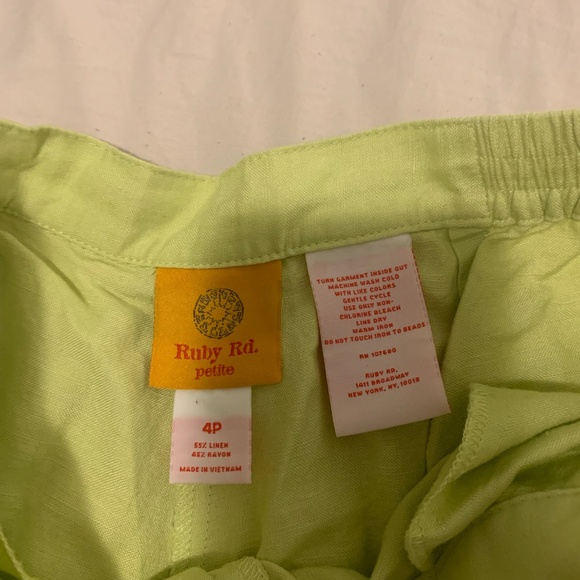 Ruby Rd.
petite
4P
55% LINEN
45% RAYON
MADE IN VIETNAM
TURN GARMENT INSIDE OUT
MACHINE WASH COLD
WITH LIKE COLORS
GENTLE CYCLE
USE ONLY NON-
CHLORINE BLEACH
LINE DRY
WARM IRON
DO NOT TOUCH IRON TO BEADS
RUBY RD.
1411 BROADWAY
NEW YORK, NY, 10018